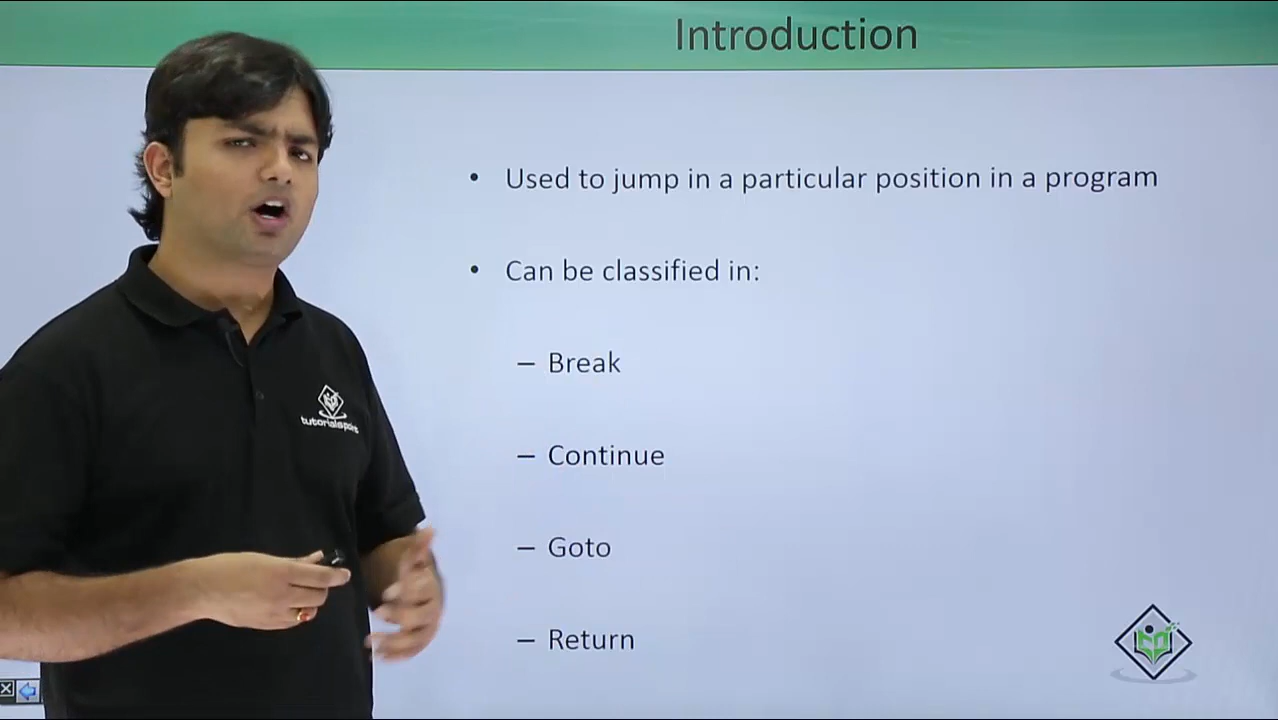 Introduction
• Used to jump in a particular position in a program
• Can be classified in:
– Break
– Continue
– Goto
– Return
tutorialspoint